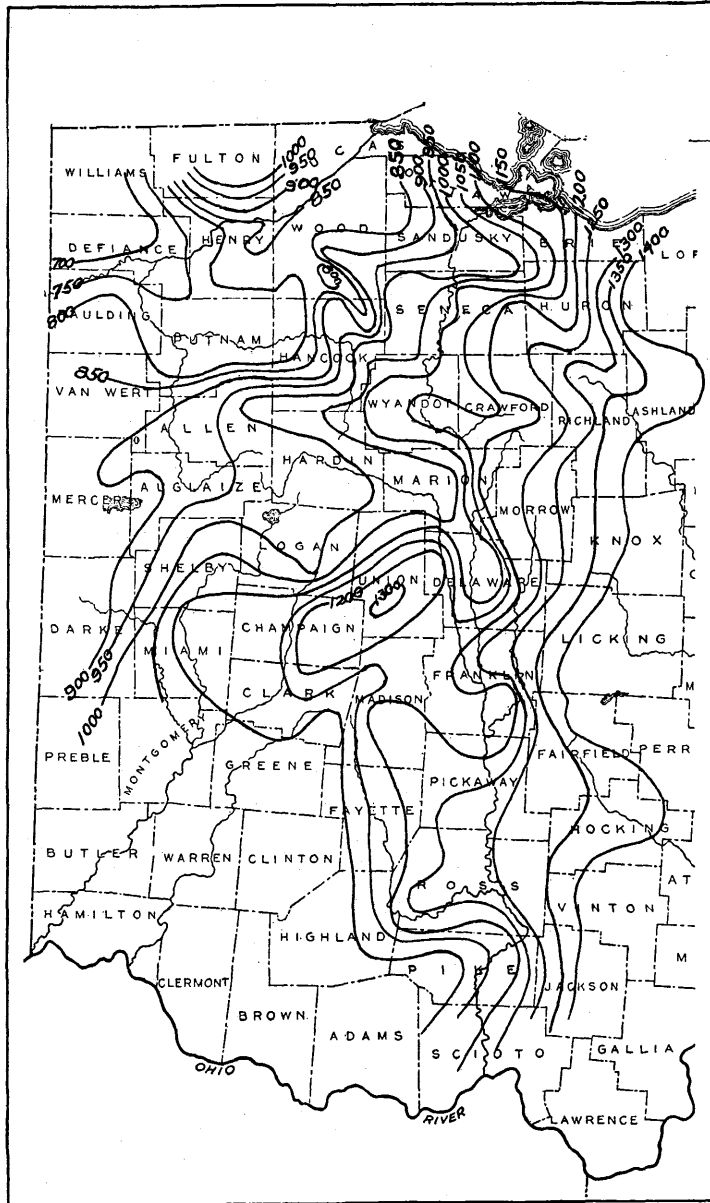 FULTON
WILLIAMS
1000
950
900
850
C A
850
900
1000
1050
1100
1150
1200
1250
1300
1350
1400
DEFIANCE
HENRY
WOOD
SANDUSKY
E R I E
LOR
700
750
800
PAULDING
PUTNAM
HANCOCK
SENECA
HURON
850
VAN WERT
ALLEN
WYANDOT
CRAWFORD
RICHLAND
ASHLAND
HARDIN
MERCER
AUGLAIZE
MARION
MORROW
KNOX
LOGAN
SHELBY
UNION
DELAWARE
1200
1300
DARKE
MIAMI
CHAMPAIGN
LICKING
900
950
1000
CLARK
MADISON
FRANKLIN
M
PREBLE
MONTGOMERY
GREENE
FAIRFIELD
PERR
PICKAWAY
FAYETTE
HOCKING
BUTLER
WARREN
CLINTON
ROSS
AT
HAMILTON
HIGHLAND
VINTON
M
CLERMONT
PIKE
JACKSON
BROWN
ADAMS
SCIOTO
GALLIA
OHIO
RIVER
LAWRENCE